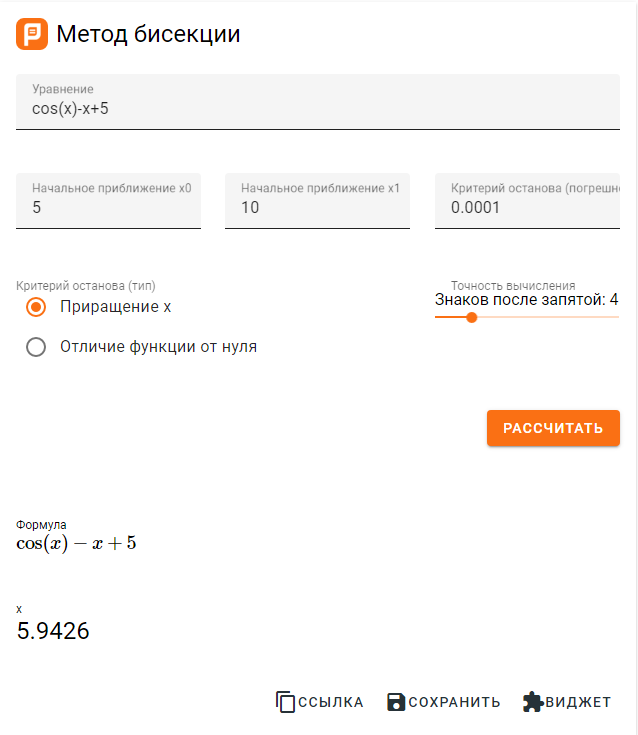 Метод бисекции
Уравнение
cos(x)-x+5
Начальное приближение x0
5
Начальное приближение x1
10
Критерий останова (погрешн
0.0001
Критерий останова (тип)
Приращение x
Отличие функции от нуля
Точность вычисления
Знаков после запятой: 4
РАССЧИТАТЬ
Формула
cos(x) − x + 5
x
5.9426
ССЫЛКА СОХРАНИТЬ ВИДЖЕТ